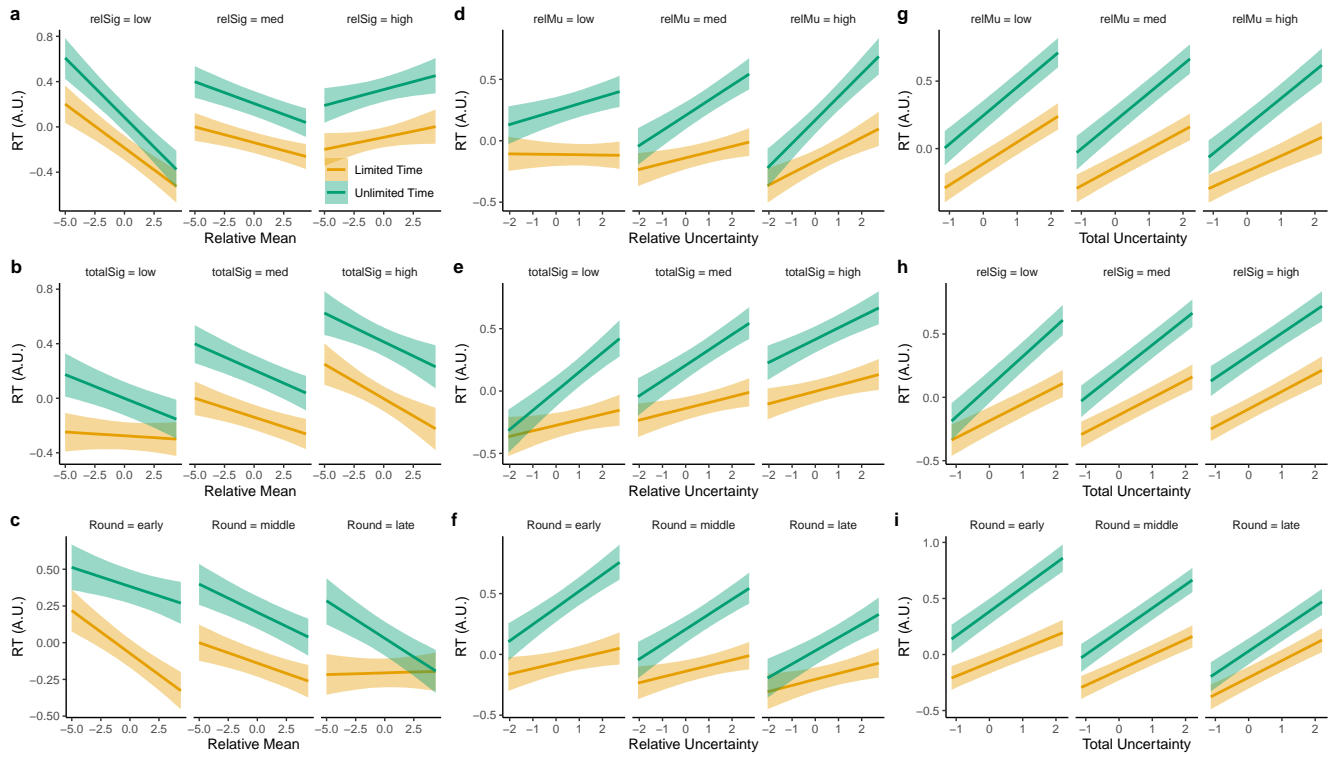 a
relSig = low relSig = med relSig = high
0.8
0.4
0.0
−0.4
RT (A.U.)
Limited Time
Unlimited Time
−5.0 −2.5 0.0 2.5 −5.0 −2.5 0.0 2.5 −5.0 −2.5 0.0 2.5
Relative Mean
d
relMu = low relMu = med relMu = high
0.5
0.0
−0.5
RT (A.U.)
−2 −1 0 1 2 −2 −1 0 1 2 −2 −1 0 1 2
Relative Uncertainty
g
relMu = low relMu = med relMu = high
0.5
0.0
RT (A.U.)
−1 0 1 2 −1 0 1 2 −1 0 1 2
Total Uncertainty
b
totalSig = low totalSig = med totalSig = high
0.8
0.4
0.0
−0.4
RT (A.U.)
−5.0 −2.5 0.0 2.5 −5.0 −2.5 0.0 2.5 −5.0 −2.5 0.0 2.5
Relative Mean
e
totalSig = low totalSig = med totalSig = high
0.5
0.0
−0.5
RT (A.U.)
−2 −1 0 1 2 −2 −1 0 1 2 −2 −1 0 1 2
Relative Uncertainty
h
relSig = low relSig = med relSig = high
0.5
0.0
−0.5
RT (A.U.)
−1 0 1 2 −1 0 1 2 −1 0 1 2
Total Uncertainty
c
Round = early Round = middle Round = late
0.50
0.25
0.00
−0.25
−0.50
RT (A.U.)
−5.0 −2.5 0.0 2.5 −5.0 −2.5 0.0 2.5 −5.0 −2.5 0.0 2.5
Relative Mean
f
Round = early Round = middle Round = late
0.5
0.0
−0.5
RT (A.U.)
−2 −1 0 1 2 −2 −1 0 1 2 −2 −1 0 1 2
Relative Uncertainty
i
Round = early Round = middle Round = late
1.0
0.5
0.0
−0.5
RT (A.U.)
−1 0 1 2 −1 0 1 2 −1 0 1 2
Total Uncertainty